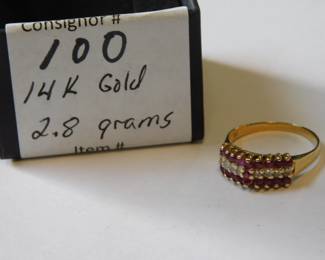 Consignor #
100
14K Gold
2.8 grams
Item #